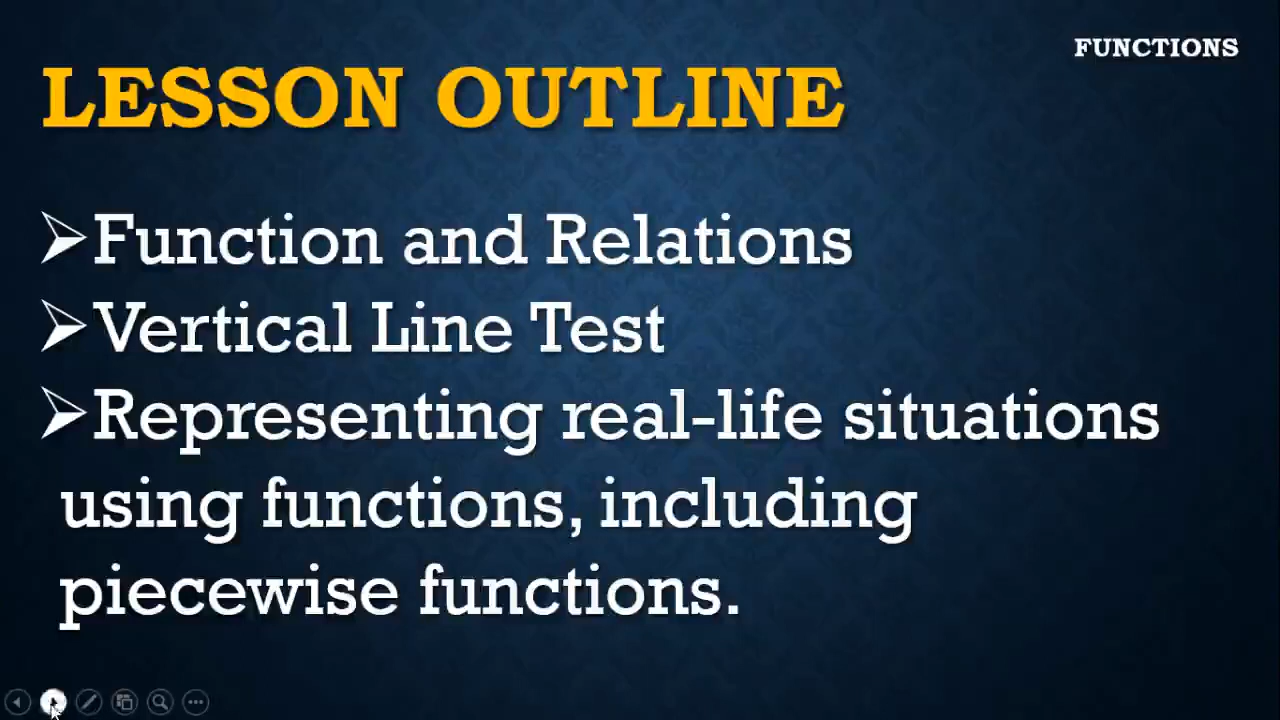 FUNCTIONS
LESSON OUTLINE
➢Function and Relations
➢Vertical Line Test
➢Representing real-life situations
using functions, including
piecewise functions.